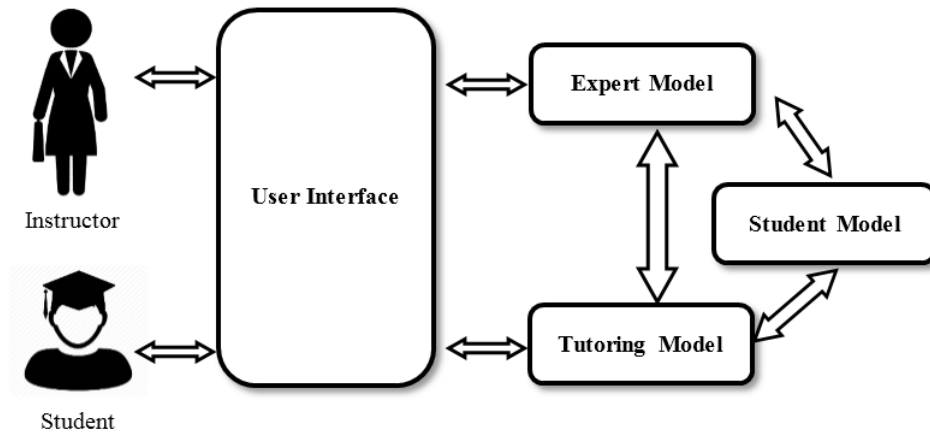 Expert Model
User Interface
Instructor
Student Model
Tutoring Model
Student